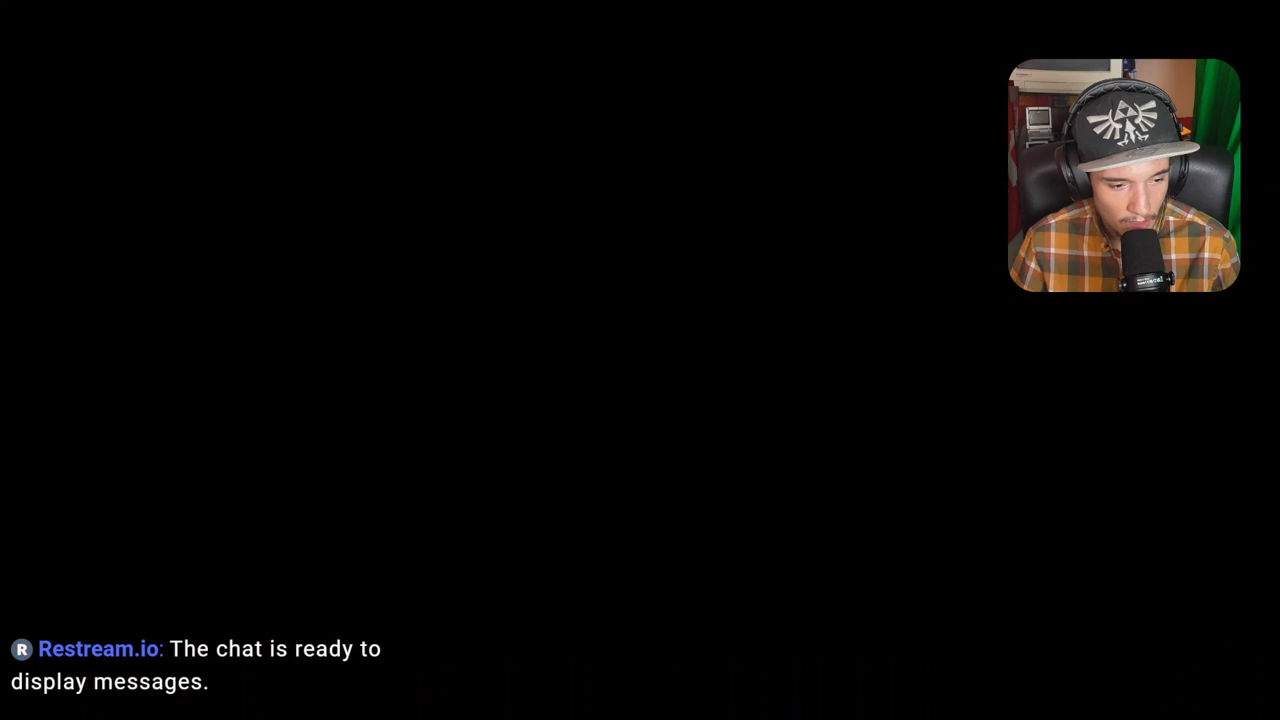 R Restream.io: The chat is ready to
display messages.